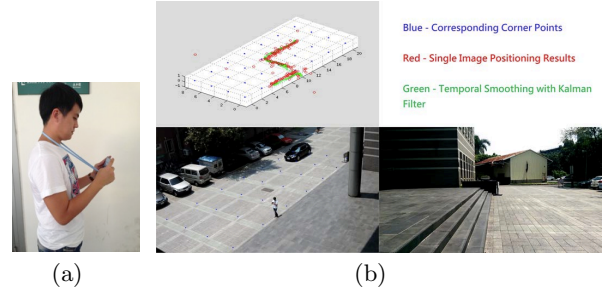 Blue - Corresponding Corner Points
Red - Single Image Positioning Results
Green - Temporal Smoothing with Kalman
Filter
(a)
(b)